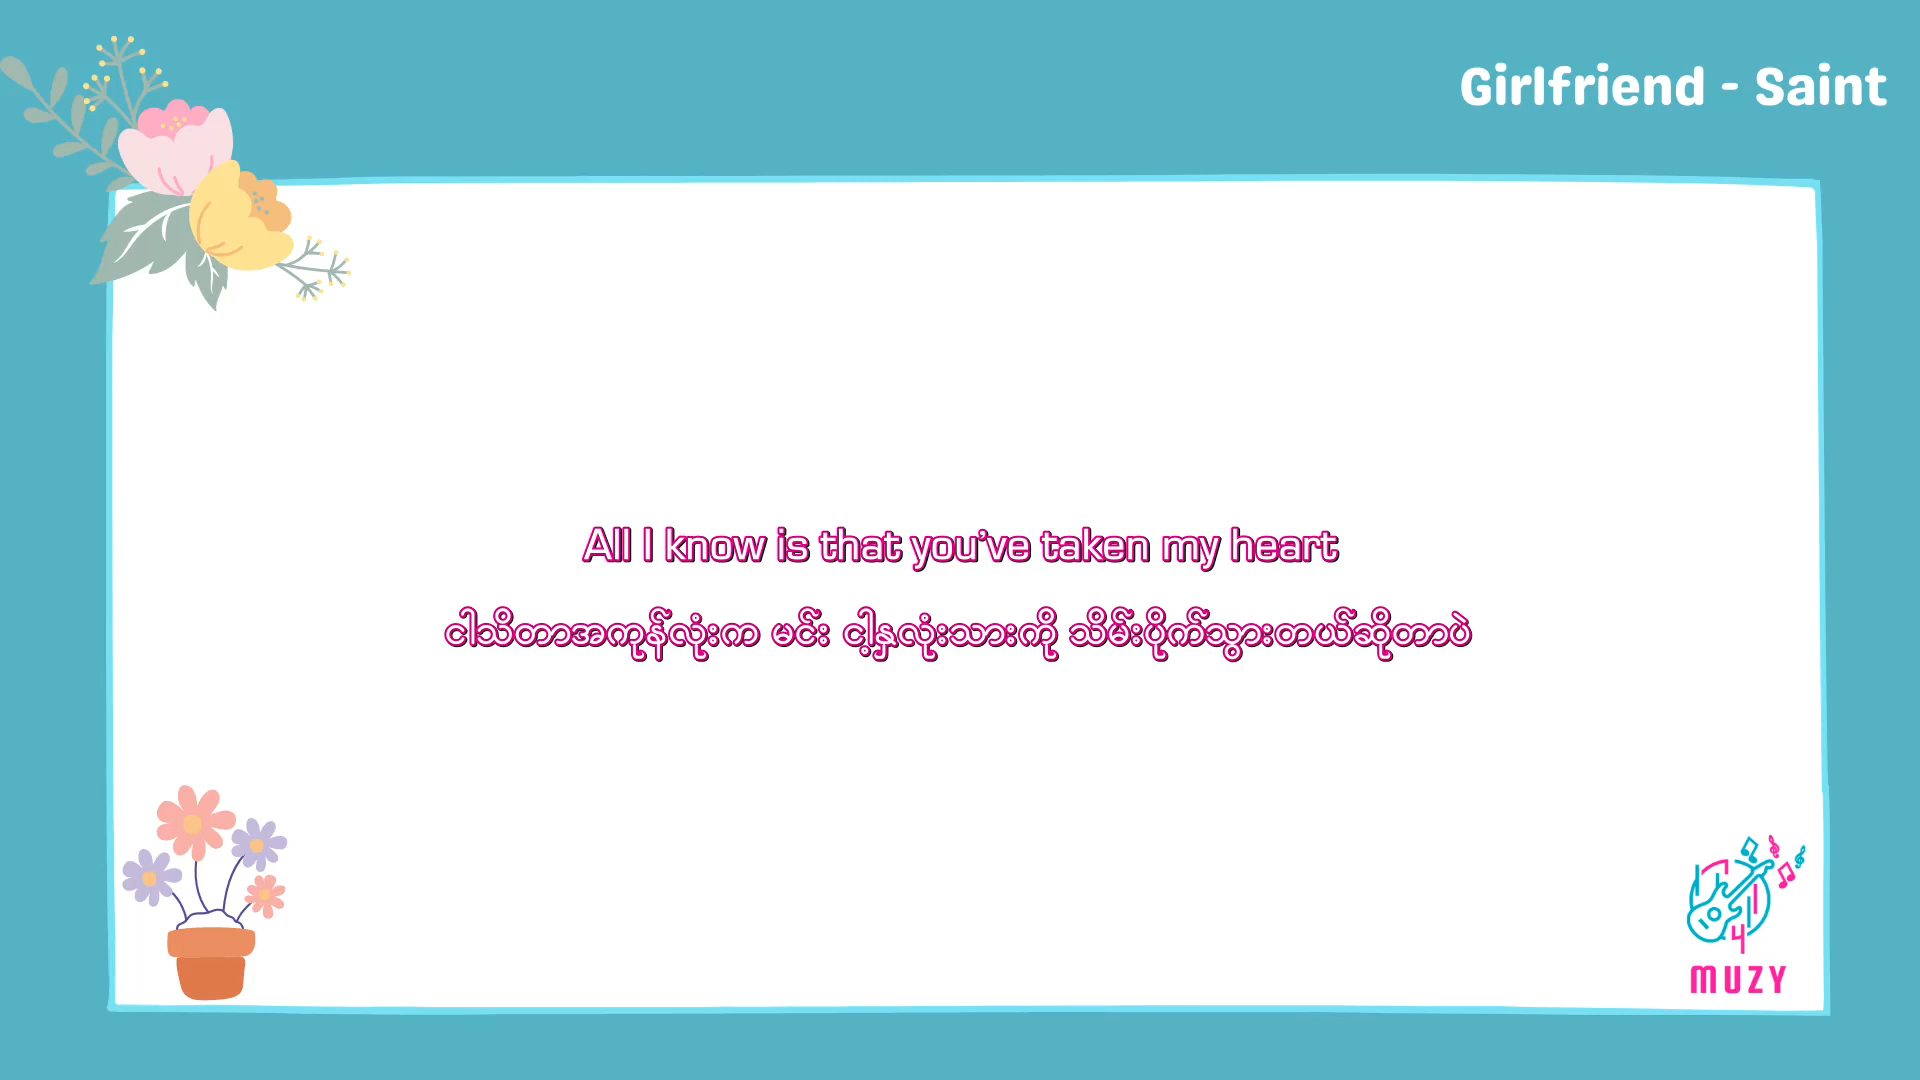 Girlfriend - Saint
All I know is that you've taken my heart
ငါသိတာအကုန်လုံးက မင်း ငါ့နှလုံးသားကို သိမ်းပိုက်သွားတယ်ဆိုတာပဲ
4
MUZY